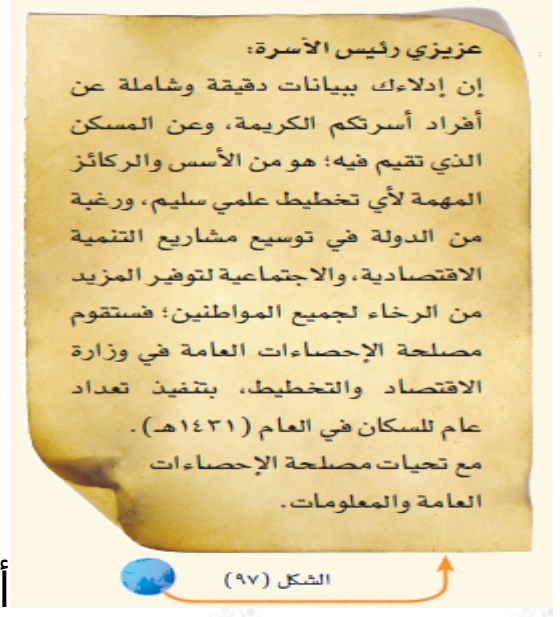 عزيزي رئيس الأسرة:
إن إدلاءك ببيانات دقيقة وشاملة عن
أفراد أسرتكم الكريمة، وعن المسكن
الذي تقيم فيه؛ هو من الأسس والركائز
المهمة لأي تخطيط علمي سليم، ورغبة
من الدولة في توسيع مشاريع التنمية
الاقتصادية، والاجتماعية لتوفير المزيد
من الرخاء لجميع المواطنين؛ فستقوم
مصلحة الإحصاءات العامة في وزارة
الاقتصاد والتخطيط، بتنفيذ تعداد
عام للسكان في العام (١٤٣١هـ).
مع تحيات مصلحة الإحصاءات
العامة والمعلومات.
الشكل (٩٧)
أ